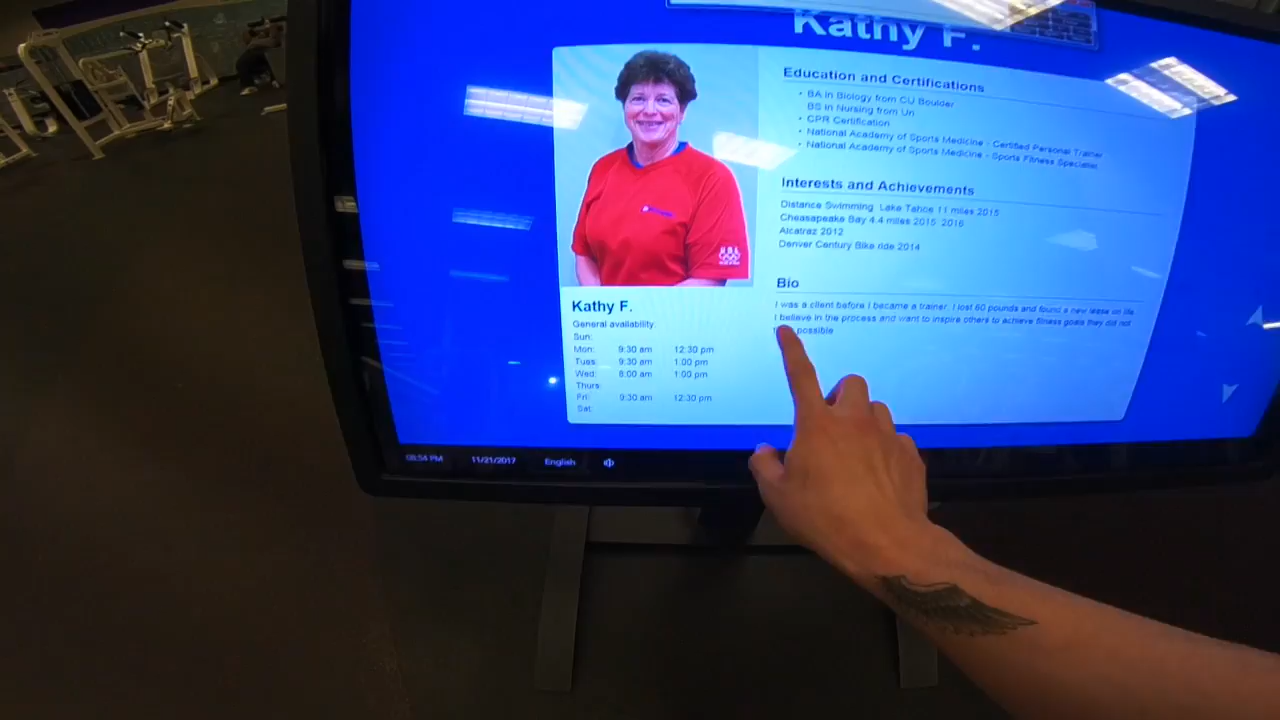 Kathy F.
Education and Certifications
• BA in Biology from CU Boulder
BS in Nursing from Un
• CPR Certification
• National Academy of Sports Medicine - Certified Personal Trainer
• National Academy of Sports Medicine - Sports Fitness Specialist
Interests and Achievements
Distance Swimming Lake Tahoe 11 miles 2015
Cheasapeake Bay 4.4 miles 2015 2016
Alcatraz 2012
Denver Century Bike ride 2014
Bio
I was a client before I became a trainer. I lost 60 pounds and found a new lease on life.
I believe in the process and want to inspire others to achieve fitness goals they did not
possible
Kathy F.
General availability
Sun:
Mon: 9:30 am 12:30 pm
Tues: 9:30 am 1:00 pm
Wed: 8:00 am 1:00 pm
Thurs:
Fri: 9:30 am 12:30 pm
Sat:
08:54 PM 11/21/2017 English